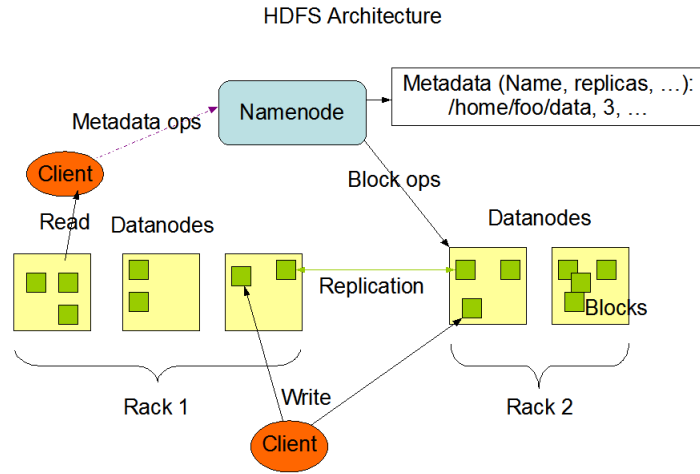 HDFS Architecture
Metadata (Name, replicas, …):
/home/foo/data, 3, …
Namenode
Metadata ops
Client
Block ops
Read
Datanodes
Datanodes
Replication
Blocks
Rack 1
Write
Rack 2
Client